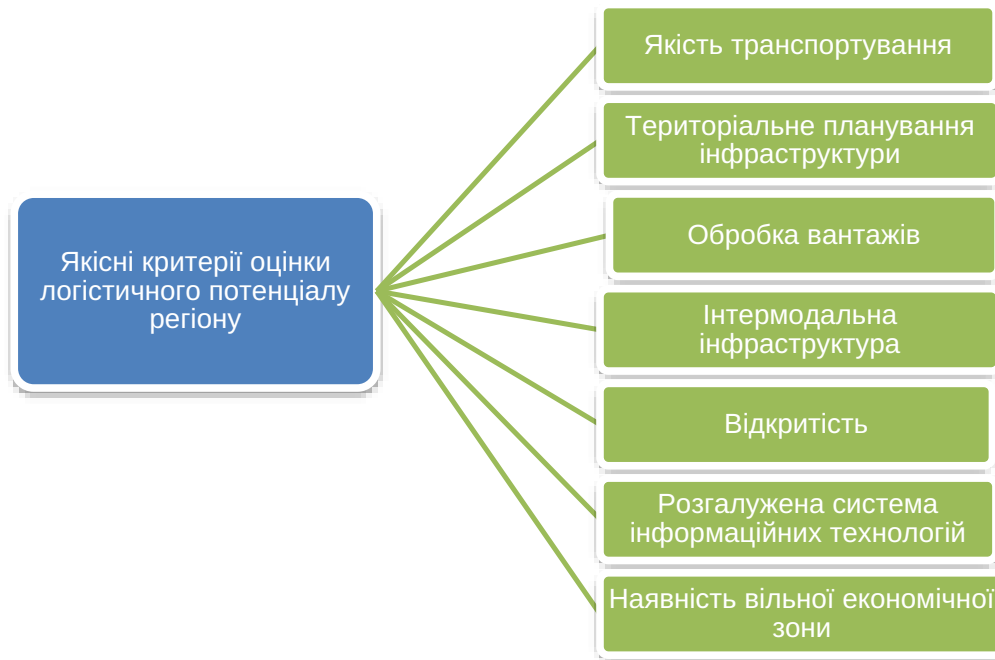 Якісні критерії оцінки
логістичного потенціалу
регіону
Якість транспортування
Територіальне планування
інфраструктури
Обробка вантажів
Інтермодальна
інфраструктура
Відкритість
Розгалужена система
інформаційних технологій
Наявність вільної економічної
зони